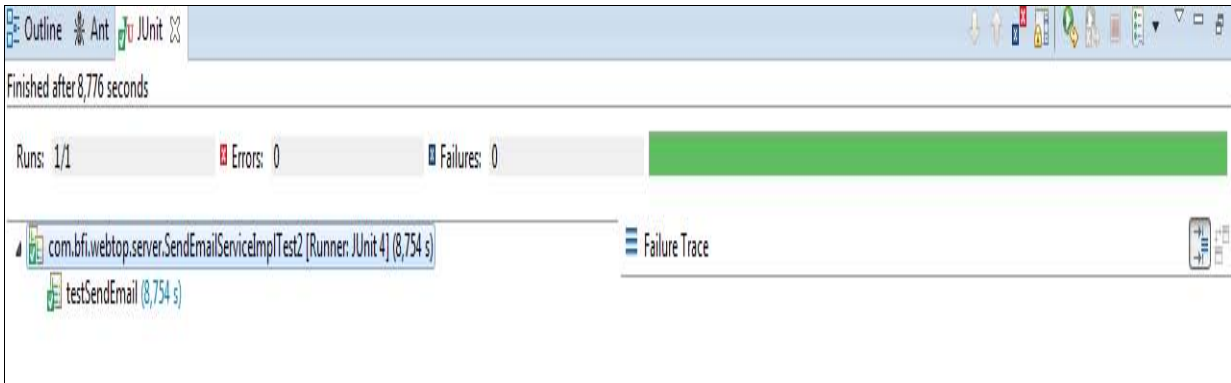 Outline Ant JUnit
Finished after 8,776 seconds
Runs: 1/1 Errors: 0 Failures: 0
com.bfi.webtop.server.SendEmailServiceImplTest2 [Runner: JUnit 4] (8,754 s)
Failure Trace
testSendEmail (8,754 s)